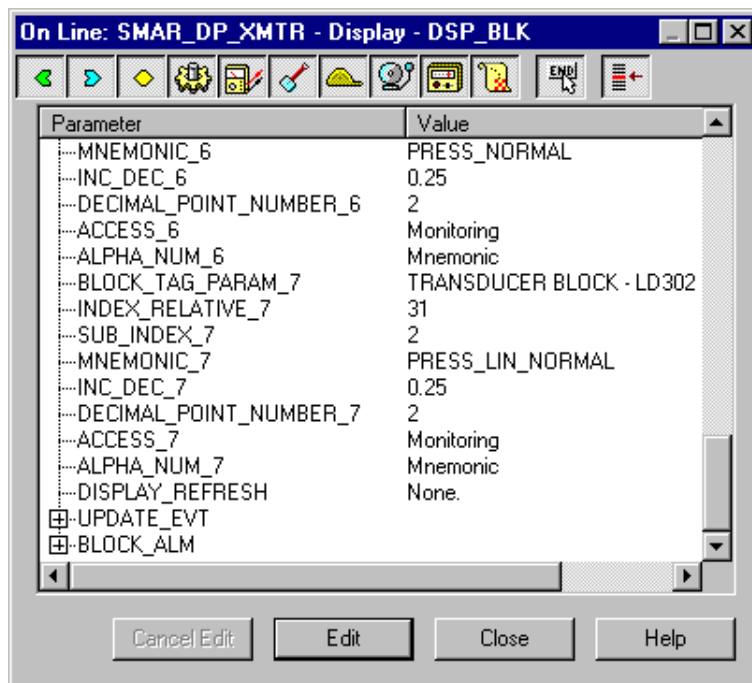 On Line: SMAR_DP_XMTR - Display - DSP_BLK
END
Parameter Value
MNEMONIC_6 PRESS_NORMAL
INC_DEC_6 0.25
DECIMAL_POINT_NUMBER_6 2
ACCESS_6 Monitoring
ALPHA_NUM_6 Mnemonic
BLOCK_TAG_PARAM_7 TRANSDUCER BLOCK - LD302
INDEX_RELATIVE_7 31
SUB_INDEX_7 2
MNEMONIC_7 PRESS_LIN_NORMAL
INC_DEC_7 0.25
DECIMAL_POINT_NUMBER_7 2
ACCESS_7 Monitoring
ALPHA_NUM_7 Mnemonic
DISPLAY_REFRESH None.
UPDATE_EVT
BLOCK_ALM
Cancel Edit Edit Close Help